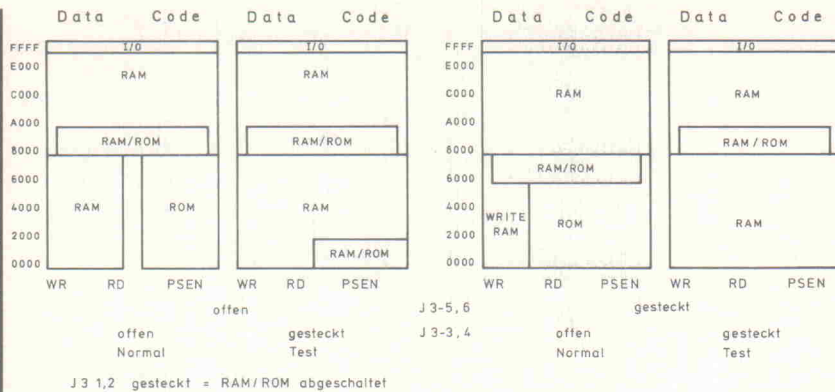 Data Code Data Code Data Code Data Code
FFFF I/O I/O FFFF I/O I/O
E000 RAM RAM E000
C000 C000 RAM RAM
A000 A000
RAM/ROM RAM/ROM RAM/ROM
8000 8000
RAM/ROM
6000 RAM 6000
4000 RAM ROM 4000 WRITE RAM ROM RAM
2000 RAM/ROM 2000
0000 0000
WR RD PSEN WR RD PSEN WR RD PSEN WR RD PSEN
offen J3-5,6 gesteckt
offen gesteckt J3-3,4 offen gesteckt
Normal Test Normal Test
J3 1,2 gesteckt = RAM/ROM abgeschaltet